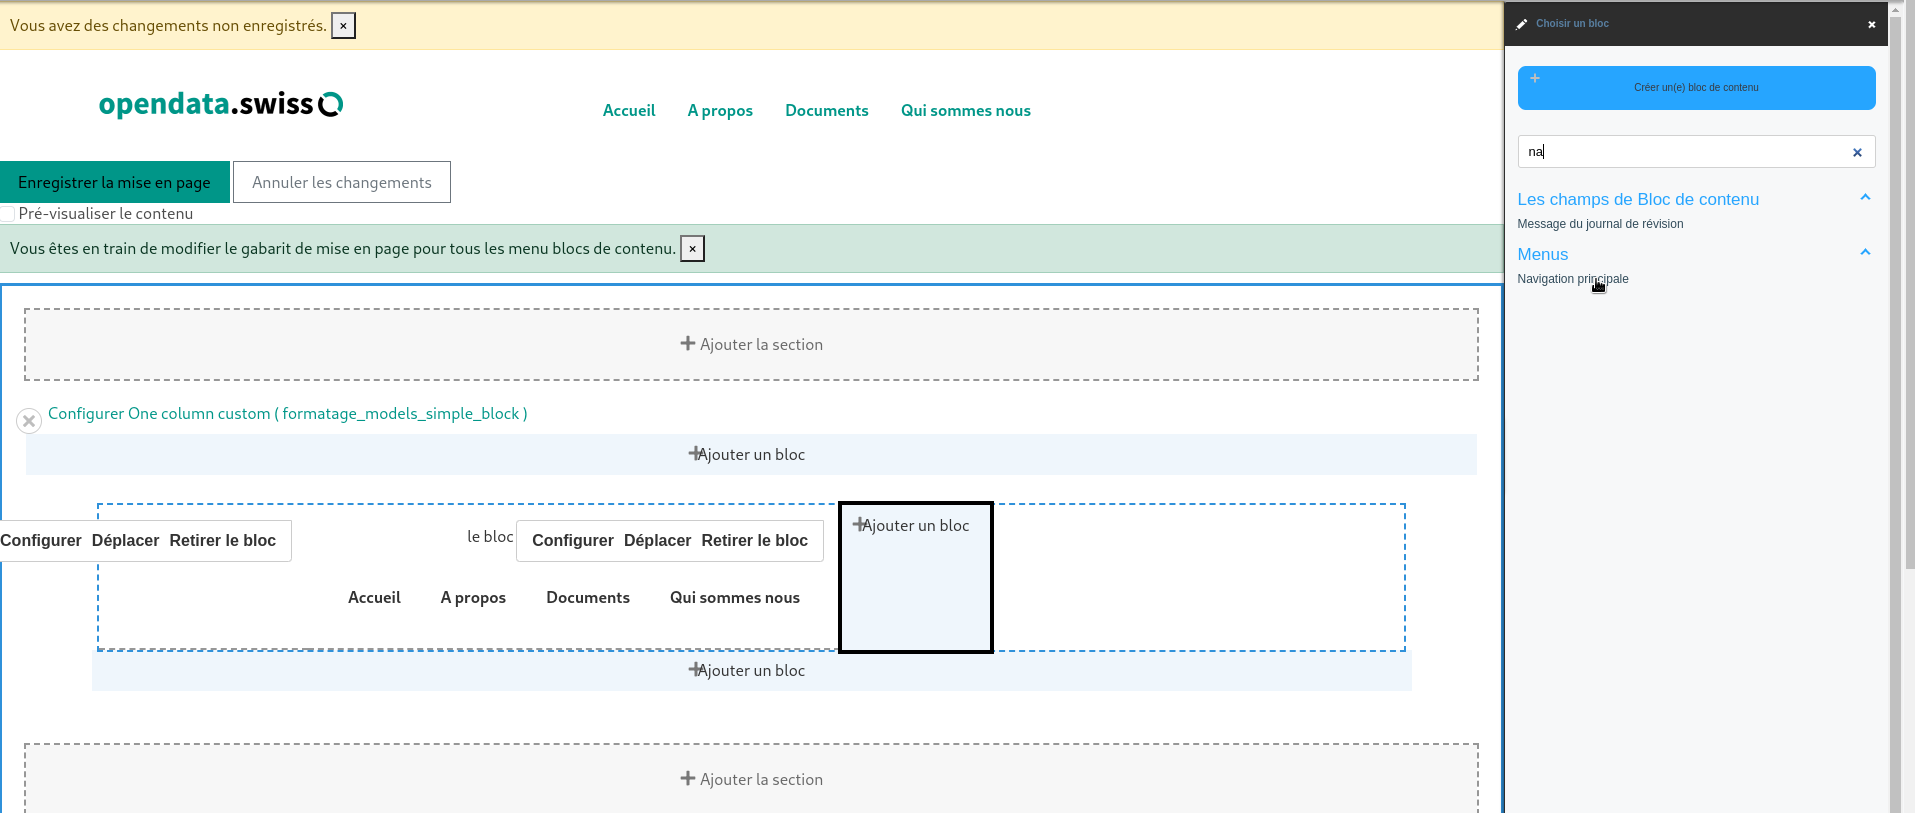 Vous avez des changements non enregistrés. ×
opendata.swiss
Accueil A propos Documents Qui sommes nous
Enregistrer la mise en page Annuler les changements
Pré-visualiser le contenu
Vous êtes en train de modifier le gabarit de mise en page pour tous les menu blocs de contenu. ×
+ Ajouter la section
Configurer One column custom ( formatage_models_simple_block )
+ Ajouter un bloc
Configurer Déplacer Retirer le bloc
le bloc Configurer Déplacer Retirer le bloc
+ Ajouter un bloc
Accueil A propos Documents Qui sommes nous
+ Ajouter un bloc
+ Ajouter la section
Choisir un bloc ×
+ Créer un(e) bloc de contenu
na ×
Les champs de Bloc de contenu
Message du journal de révision
Menus
Navigation principale